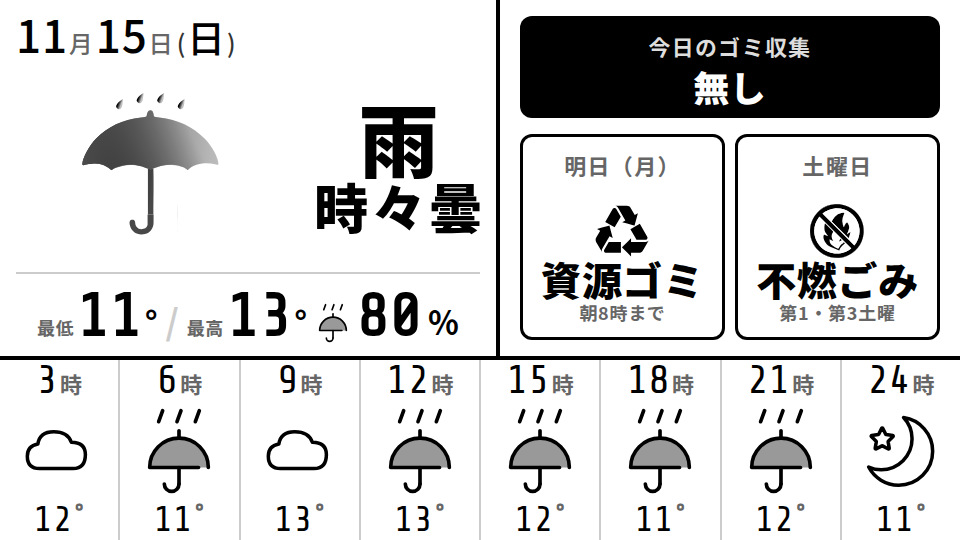 11月15日(日)
雨
時々曇
最低 11° / 最高 13° 80%
今日のゴミ収集
無し
明日（月）
資源ゴミ
朝8時まで
土曜日
不燃ごみ
第1・第3土曜
3時 6時 9時 12時 15時 18時 21時 24時
12° 11° 13° 13° 12° 11° 12° 11°